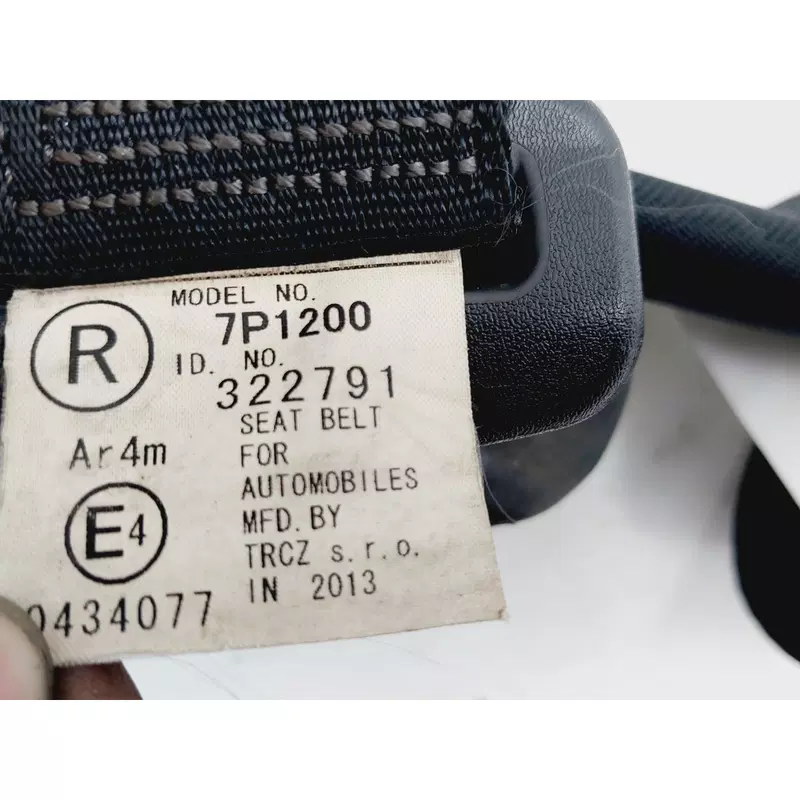 R
MODEL NO.
7P1200
ID. NO.
322791
Ar4m
SEAT BELT
FOR
AUTOMOBILES
E4
MFD. BY
TRCZ s.r.o.
IN 2013
0434077